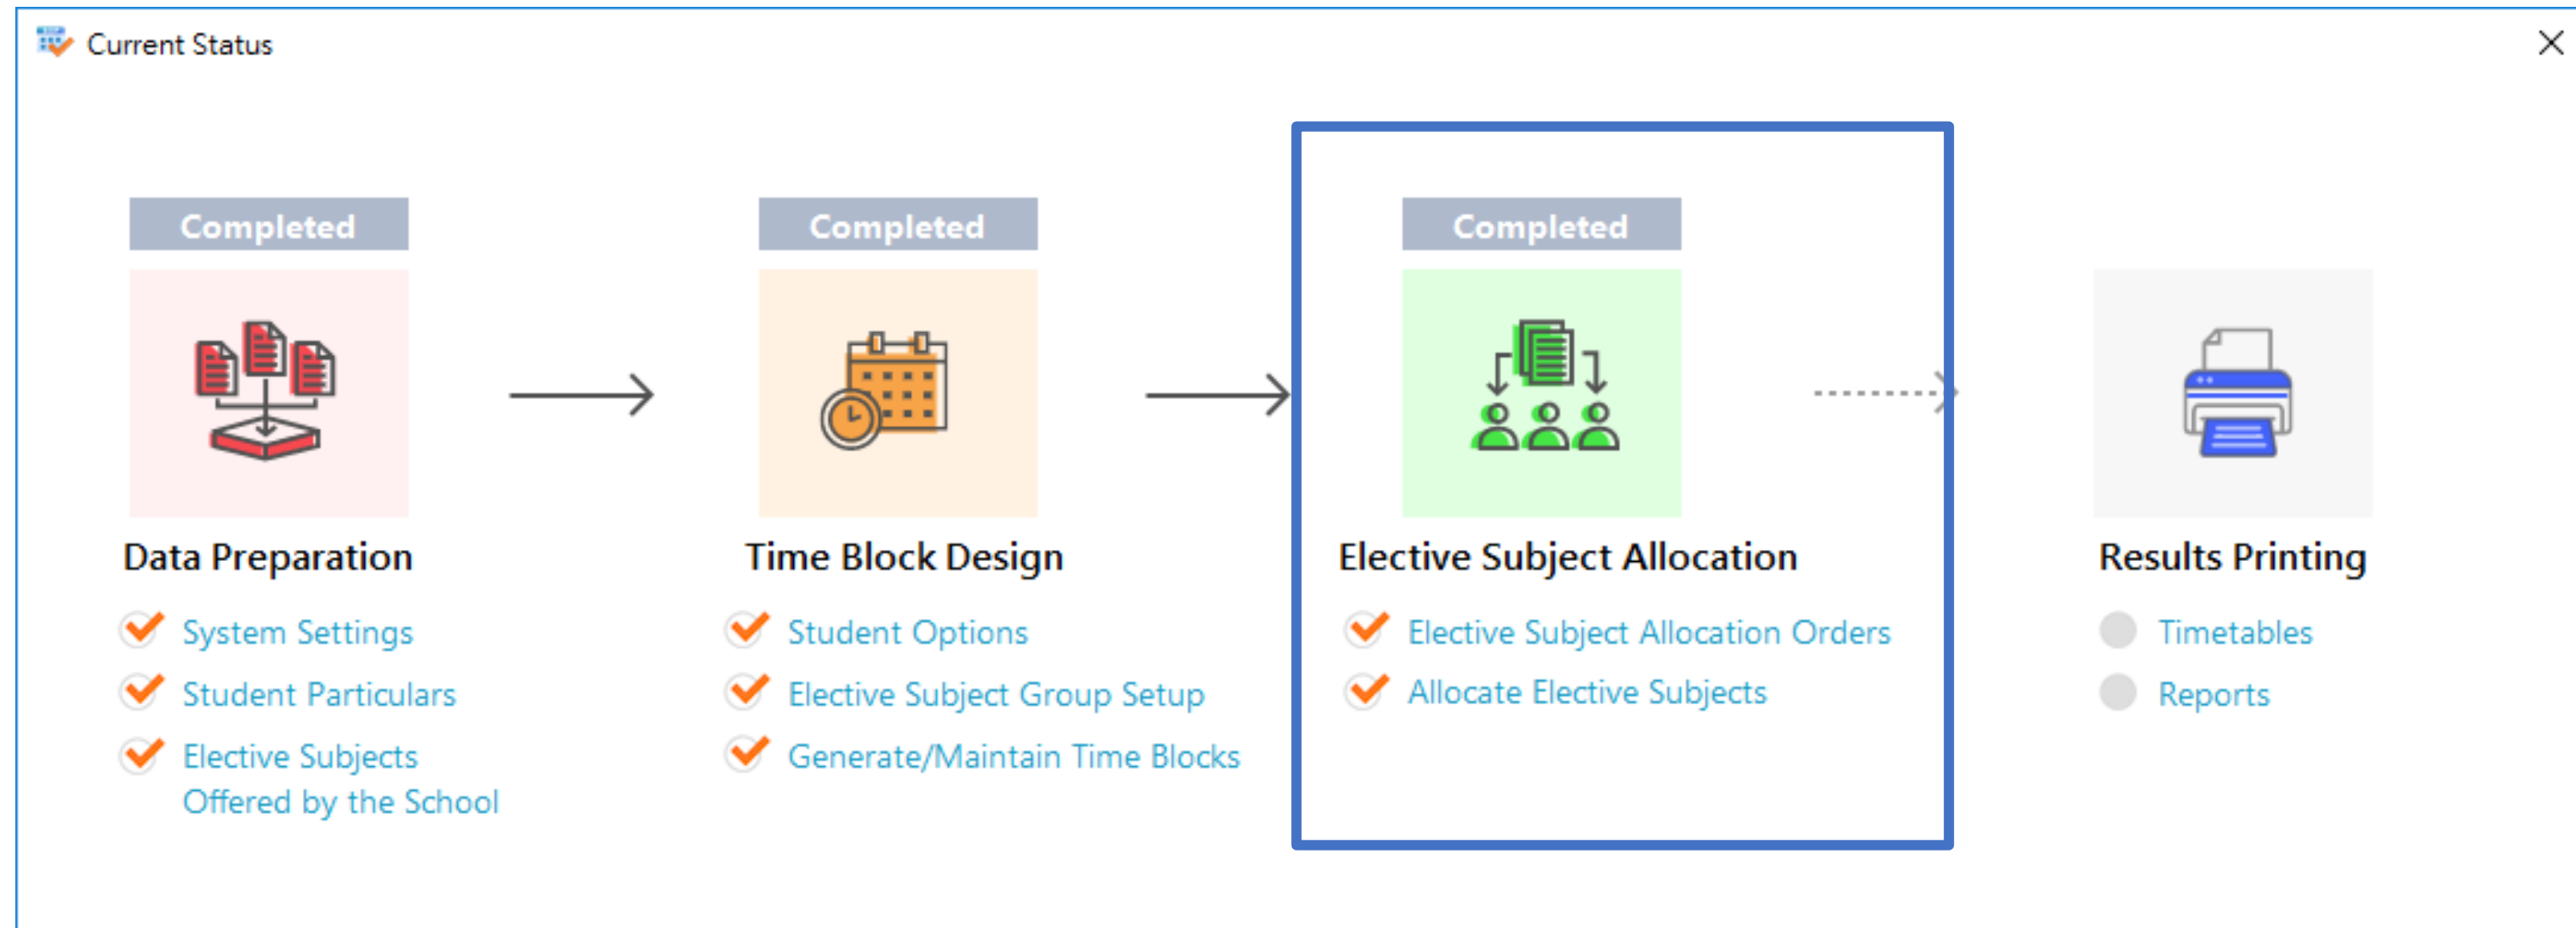 Current Status
Completed
Data Preparation
System Settings
Student Particulars
Elective Subjects
Offered by the School
Completed
Time Block Design
Student Options
Elective Subject Group Setup
Generate/Maintain Time Blocks
Completed
Elective Subject Allocation
Elective Subject Allocation Orders
Allocate Elective Subjects
Results Printing
Timetables
Reports